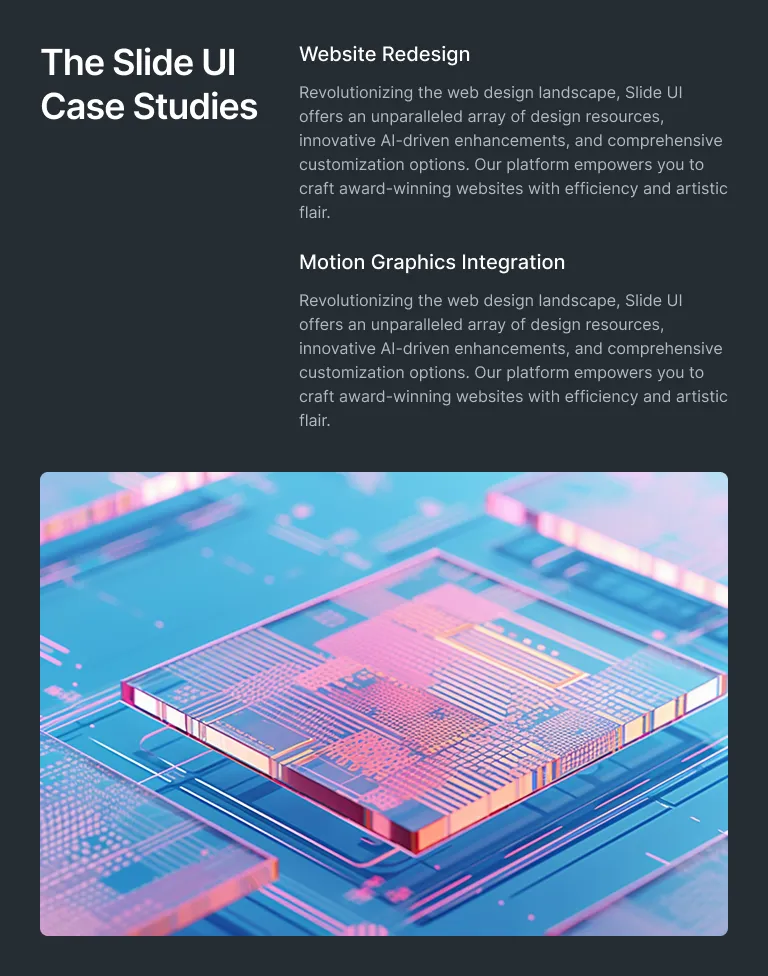 The Slide UI
Case Studies
Website Redesign
Revolutionizing the web design landscape, Slide UI
offers an unparalleled array of design resources,
innovative AI-driven enhancements, and comprehensive
customization options. Our platform empowers you to
craft award-winning websites with efficiency and artistic
flair.
Motion Graphics Integration
Revolutionizing the web design landscape, Slide UI
offers an unparalleled array of design resources,
innovative AI-driven enhancements, and comprehensive
customization options. Our platform empowers you to
craft award-winning websites with efficiency and artistic
flair.